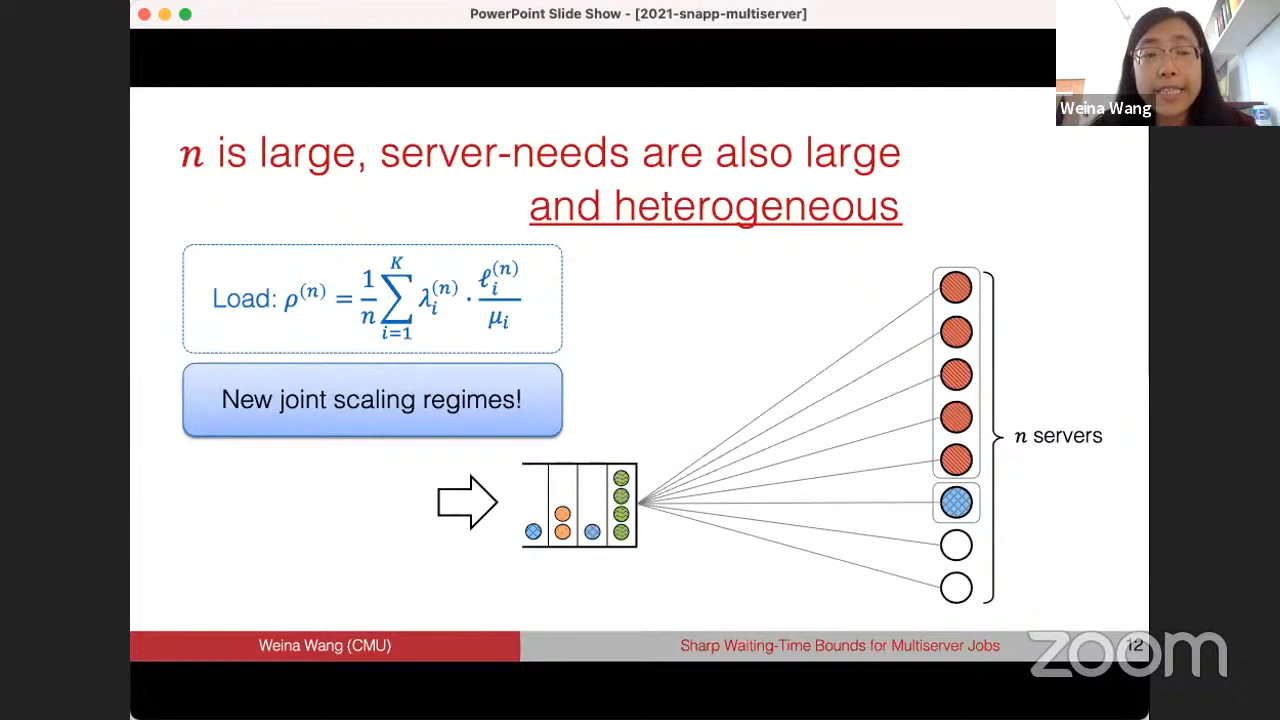 PowerPoint Slide Show - [2021-snapp-multiserver]
Weina Wang
n is large, server-needs are also large
and heterogeneous
Load: ρ^(n) = 1/n ∑_{i=1}^{K} λ_i^(n) · ℓ_i^(n)/μ_i
New joint scaling regimes!
n servers
Weina Wang (CMU)
Sharp Waiting-Time Bounds for Multiserver Jobs
12
zoom